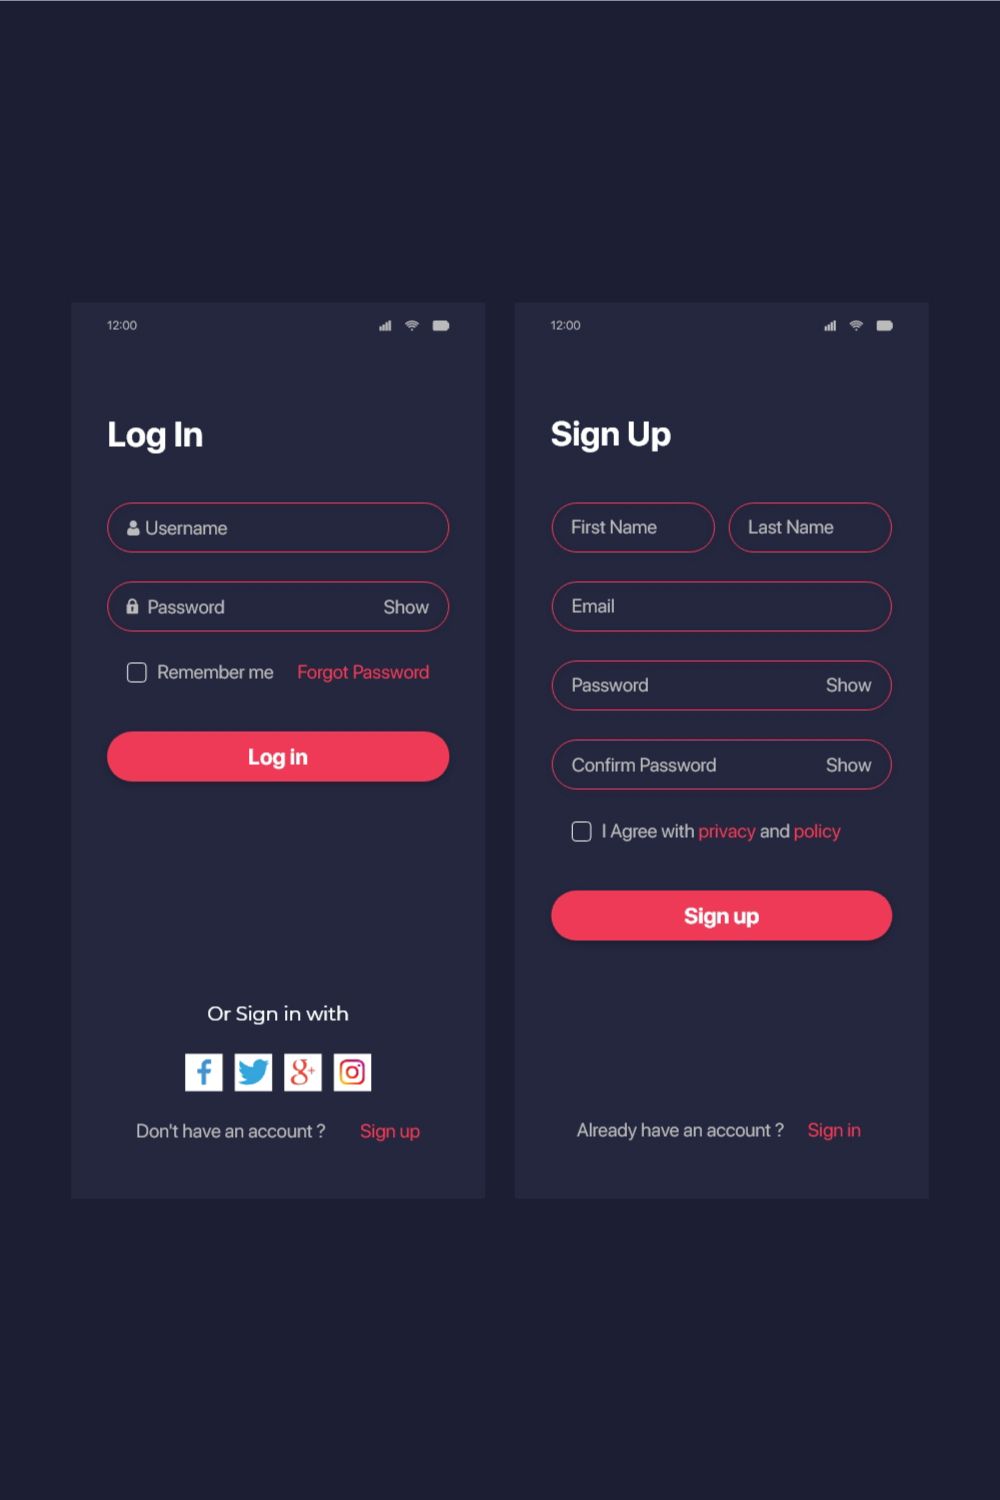 12:00
Log In
Username
Password Show
Remember me Forgot Password
Log in
Or Sign in with
Don't have an account ? Sign up
12:00
Sign Up
First Name Last Name
Email
Password Show
Confirm Password Show
I Agree with privacy and policy
Sign up
Already have an account ? Sign in